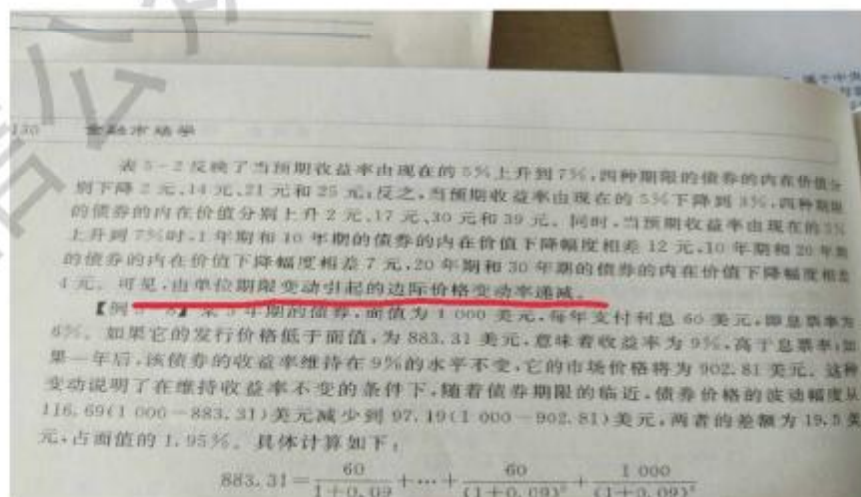 130 金融市场学
表5-2反映了当预期收益率由现在的5%上升到7%,四种期限的债券的内在价值分
别下降2元、14元、21元和25元;反之,当预期收益率由现在的5%下降到3%,四种期限
的债券的内在价值分别上升2元、17元、30元和39元。同时,当预期收益率由现在的5%
上升到7%时,1年期和10年期的债券的内在价值下降幅度相差12元,10年期和20年期
的债券的内在价值下降幅度相差7元,20年期和30年期的债券的内在价值下降幅度相差
4元。可见,由单位期限变动引起的边际价格变动率递减。
【例 某5年期的债券,面值为1 000美元,每年支付利息60美元,即息票率为
6%。如果它的发行价格低于面值,为883.31美元,意味着收益率为9%,高于息票率;如
果一年后,该债券的收益率维持在9%的水平不变,它的市场价格将为902.81美元。这种
变动说明了在维持收益率不变的条件下,随着债券期限的临近,债券价格的波动幅度从
116.69(1 000-883.31)美元减少到97.19(1 000-902.81)美元,两者的差额为19.5美
元,占面值的1.95%。具体计算如下:
883.31=60/(1+0.09)+…+60/(1+0.09)⁵+1 000/(1+0.09)⁵